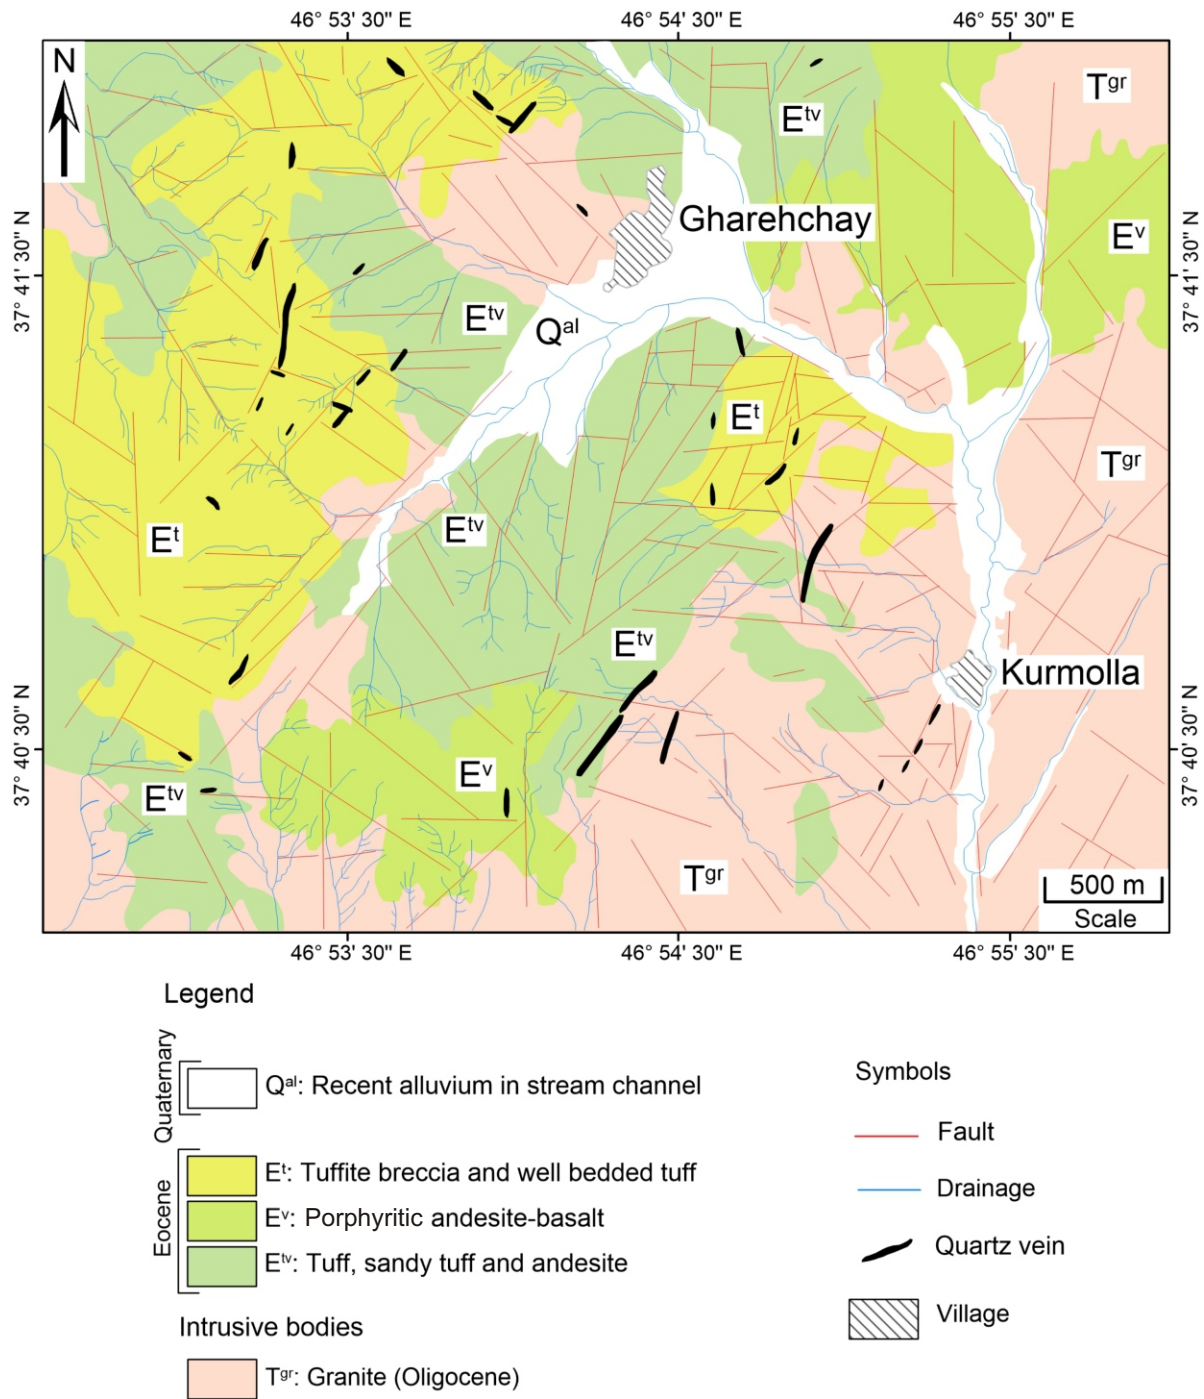 46° 53' 30" E 46° 54' 30" E 46° 55' 30" E
N
Tgr
Etv
Gharehchay
Ev
37° 41' 30" N 37° 41' 30" N
Etv
Qal
Et
Tgr
Et
Etv
Etv
Kurmolla
37° 40' 30" N 37° 40' 30" N
Ev
Etv
Tgr
500 m
Scale
46° 53' 30" E 46° 54' 30" E 46° 55' 30" E
Legend
Quaternary
Qal: Recent alluvium in stream channel
Eocene
Et: Tuffite breccia and well bedded tuff
Ev: Porphyritic andesite-basalt
Etv: Tuff, sandy tuff and andesite
Intrusive bodies
Tgr: Granite (Oligocene)
Symbols
Fault
Drainage
Quartz vein
Village